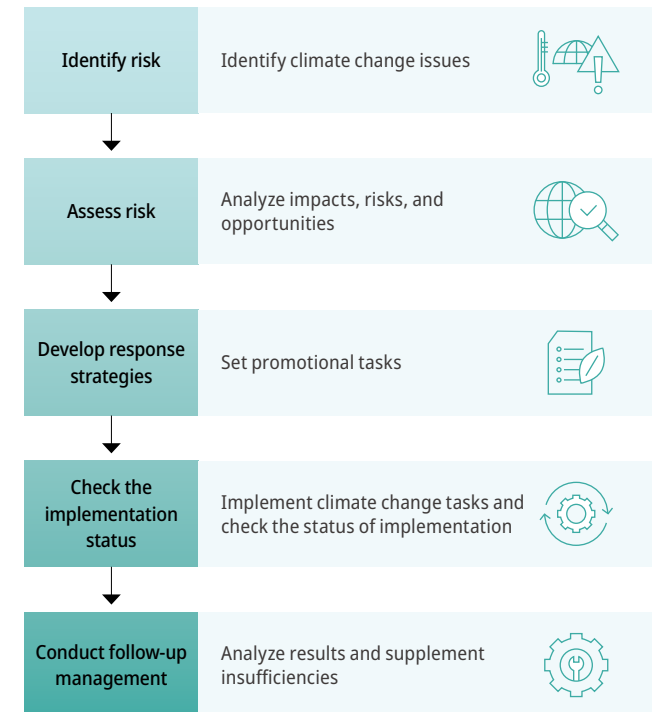 Identify risk
Identify climate change issues
Assess risk
Analyze impacts, risks, and
opportunities
Develop response
strategies
Set promotional tasks
Check the
implementation
status
Implement climate change tasks and
check the status of implementation
Conduct follow-up
management
Analyze results and supplement
insufficiencies